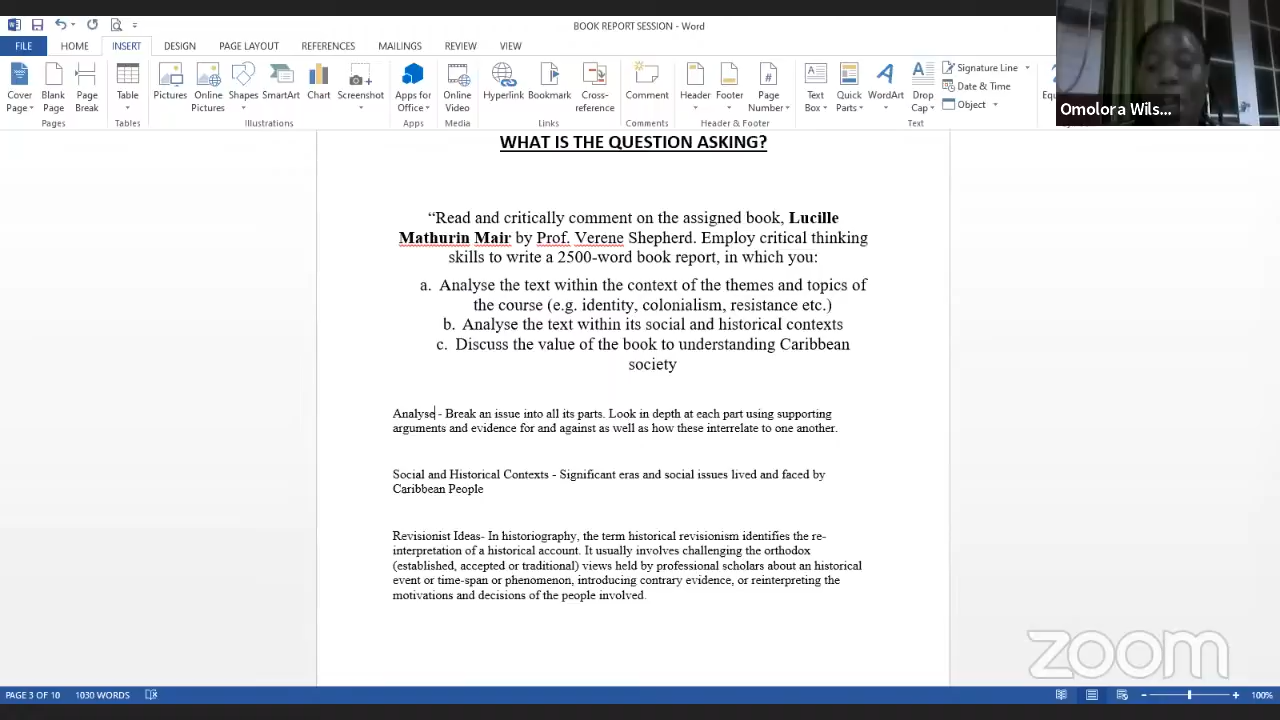 BOOK REPORT SESSION - Word
FILE HOME INSERT DESIGN PAGE LAYOUT REFERENCES MAILINGS REVIEW VIEW
Cover Page Blank Page Page Break Table Pictures Online Pictures Shapes SmartArt Chart Screenshot Apps for Office Online Video Hyperlink Bookmark Cross-reference Comment Header Footer Page Number Text Box Quick Parts WordArt Drop Cap
Signature Line
Date & Time
Object
Pages Tables Illustrations Apps Media Links Comments Header & Footer Text
Omolora Wils...
WHAT IS THE QUESTION ASKING?
“Read and critically comment on the assigned book, Lucille
Mathurin Mair by Prof. Verene Shepherd. Employ critical thinking
skills to write a 2500-word book report, in which you:
a. Analyse the text within the context of the themes and topics of
the course (e.g. identity, colonialism, resistance etc.)
b. Analyse the text within its social and historical contexts
c. Discuss the value of the book to understanding Caribbean
society
Analyse - Break an issue into all its parts. Look in depth at each part using supporting
arguments and evidence for and against as well as how these interrelate to one another.
Social and Historical Contexts - Significant eras and social issues lived and faced by
Caribbean People
Revisionist Ideas- In historiography, the term historical revisionism identifies the re-
interpretation of a historical account. It usually involves challenging the orthodox
(established, accepted or traditional) views held by professional scholars about an historical
event or time-span or phenomenon, introducing contrary evidence, or reinterpreting the
motivations and decisions of the people involved.
zoom
PAGE 3 OF 10 1030 WORDS 100%